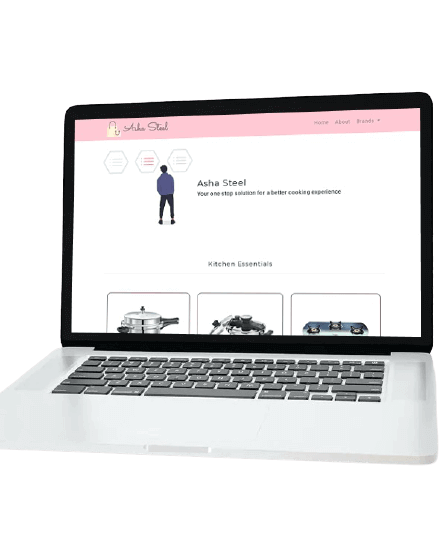 Asha Steel
Home About Brands
Asha Steel
Your one stop solution for a better cooking experience
Kitchen Essentials